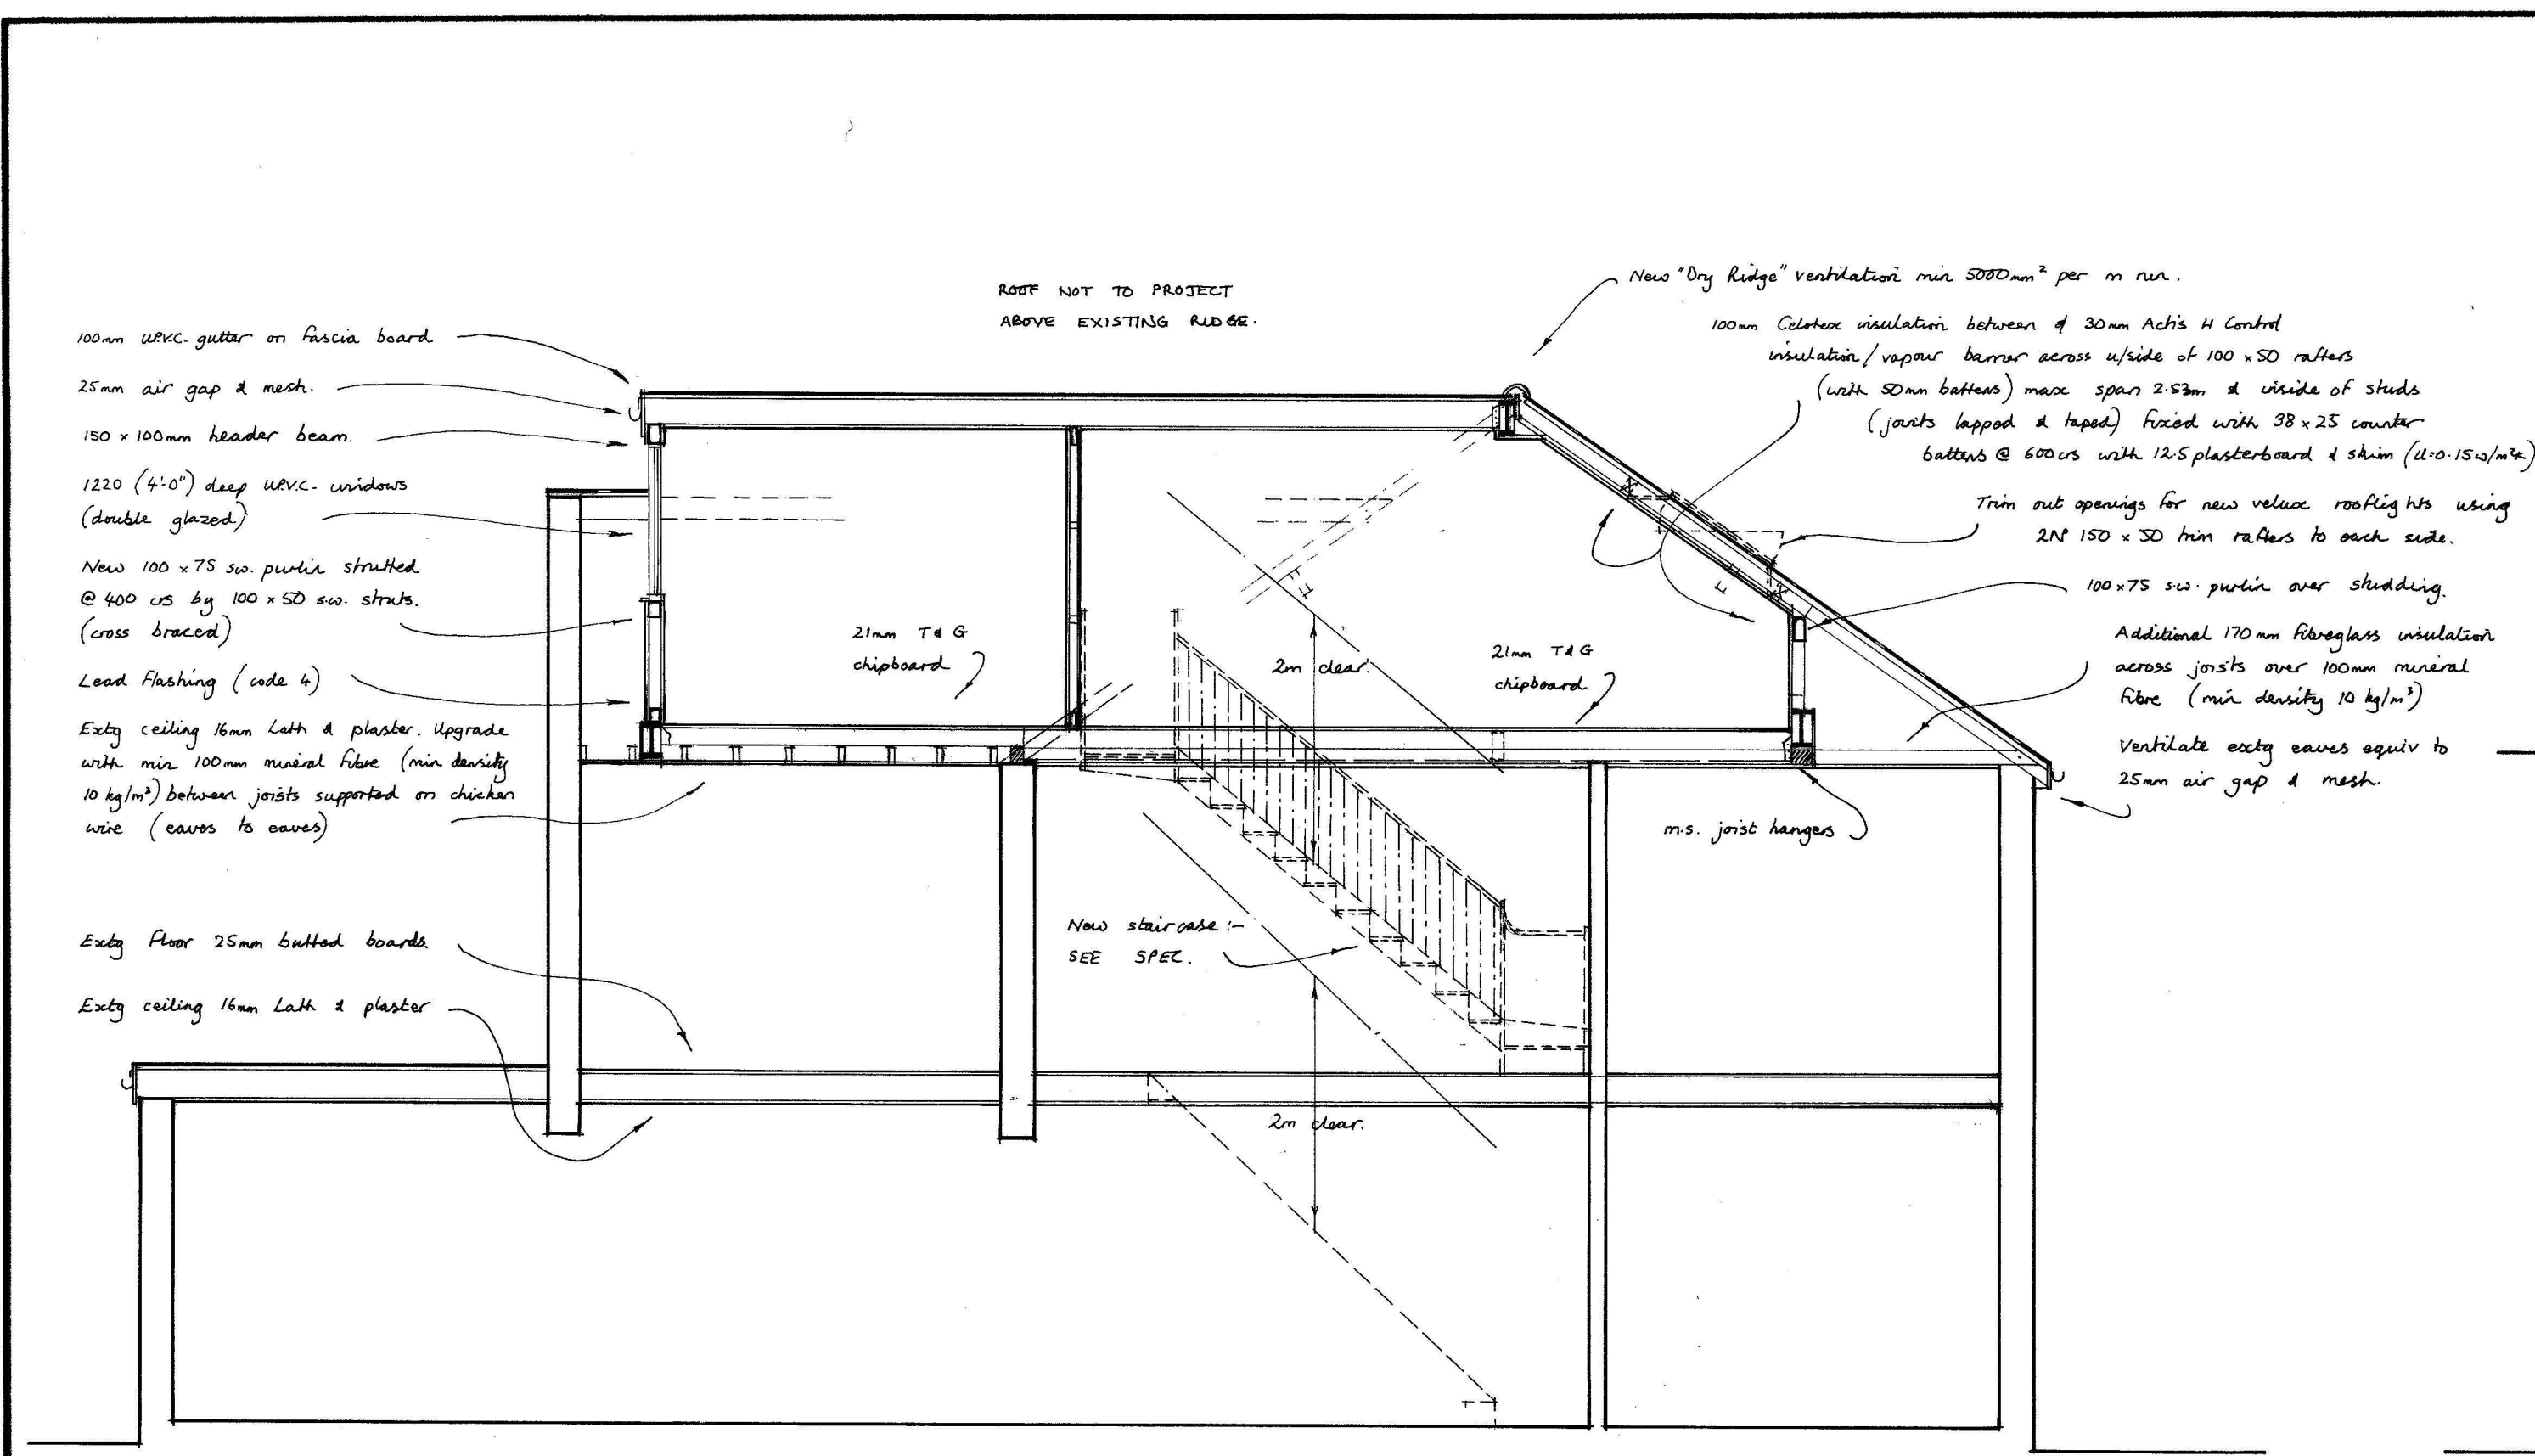 ROOF NOT TO PROJECT
ABOVE EXISTING RIDGE.
100mm U.P.V.C. gutter on fascia board
25mm air gap & mesh.
150 x 100mm header beam.
1220 (4'-0") deep U.P.V.C. windows
(double glazed)
New 100 x 75 s.w. purlin strutted
@ 400 crs by 100 x 50 s.w. struts.
(cross braced)
Lead Flashing (code 4)
Extg ceiling 16mm Lath & plaster. Upgrade
with min 100mm mineral fibre (min density
10 kg/m³) between joists supported on chicken
wire (eaves to eaves)
Extg Floor 25mm butted boards.
Extg ceiling 16mm Lath & plaster
21mm T & G
chipboard
2m clear.
21mm T & G
chipboard
New staircase:-
SEE SPEC.
2m clear.
New "Dry Ridge" ventilation min 5000mm² per m run.
100mm Celotex insulation between & 30mm Actis H Control
insulation/vapour barrier across u/side of 100 x 50 rafters
(with 50mm battens) max span 2.53m & inside of studs
(joints lapped & taped) fixed with 38 x 25 counter
battens @ 600 crs with 12.5 plasterboard & skim (U=0.15w/m²k)
Trim out openings for new velux rooflights using
2Nº 150 x 50 trim rafters to each side.
100 x 75 s.w. purlin over studding.
Additional 170mm fibreglass insulation
across joists over 100mm mineral
fibre (min density 10 kg/m³)
Ventilate extg eaves equiv to
25mm air gap & mesh.
m.s. joist hangers